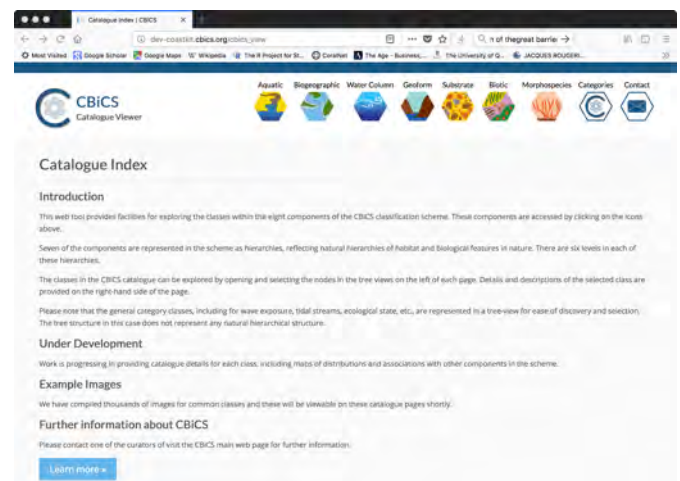 Catalogue Index | CBiCS
dev-coastkit.cbics.org/cbics_view
n of thegreat barrie
Most Visited Google Scholar Google Maps Wikipedia The R Project for St... CoralNet The Age - Business,... The University of Q... JACQUES ROUGERI...
Aquatic Biogeographic Water Column Geoform Substrate Biotic Morphospecies Categories Contact
CBiCS
Catalogue Viewer
Catalogue Index
Introduction
This web tool provides facilities for exploring the classes within the eight components of the CBiCS classification scheme. These components are accessed by clicking on the icons
above.
Seven of the components are represented in the scheme as hierarchies, reflecting natural hierarchies of habitat and biological features in nature. There are six levels in each of
these hierarchies.
The classes in the CBiCS catalogue can be explored by opening and selecting the nodes in the tree views on the left of each page. Details and descriptions of the selected class are
provided on the right-hand side of the page.
Please note that the general category classes, including for wave exposure, tidal streams, ecological state, etc., are represented in a tree-view for ease of discovery and selection.
The tree structure in this case does not represent any natural hierarchical structure.
Under Development
Work is progressing in providing catalogue details for each class, including maps of distributions and associations with other components in the scheme.
Example Images
We have compiled thousands of images for common classes and these will be viewable on these catalogue pages shortly.
Further information about CBiCS
Please contact one of the curators of visit the CBiCS main web page for further information.
Learn more »